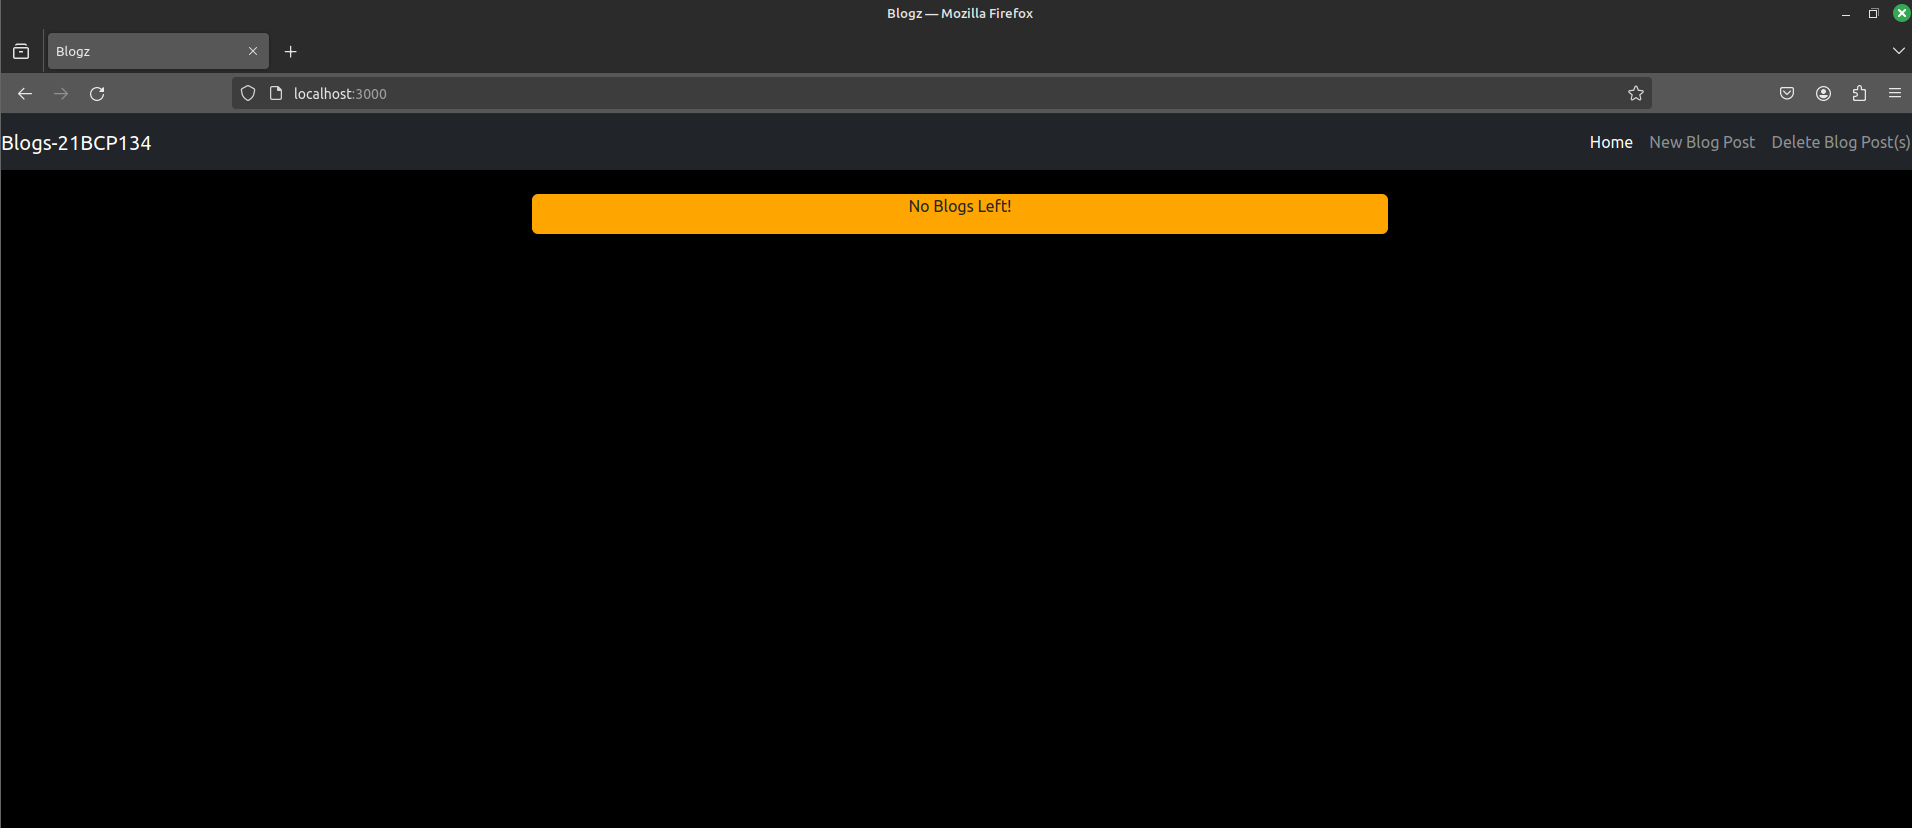 Blogz — Mozilla Firefox
Blogz
localhost:3000
Blogs-21BCP134
Home New Blog Post Delete Blog Post(s)
No Blogs Left!